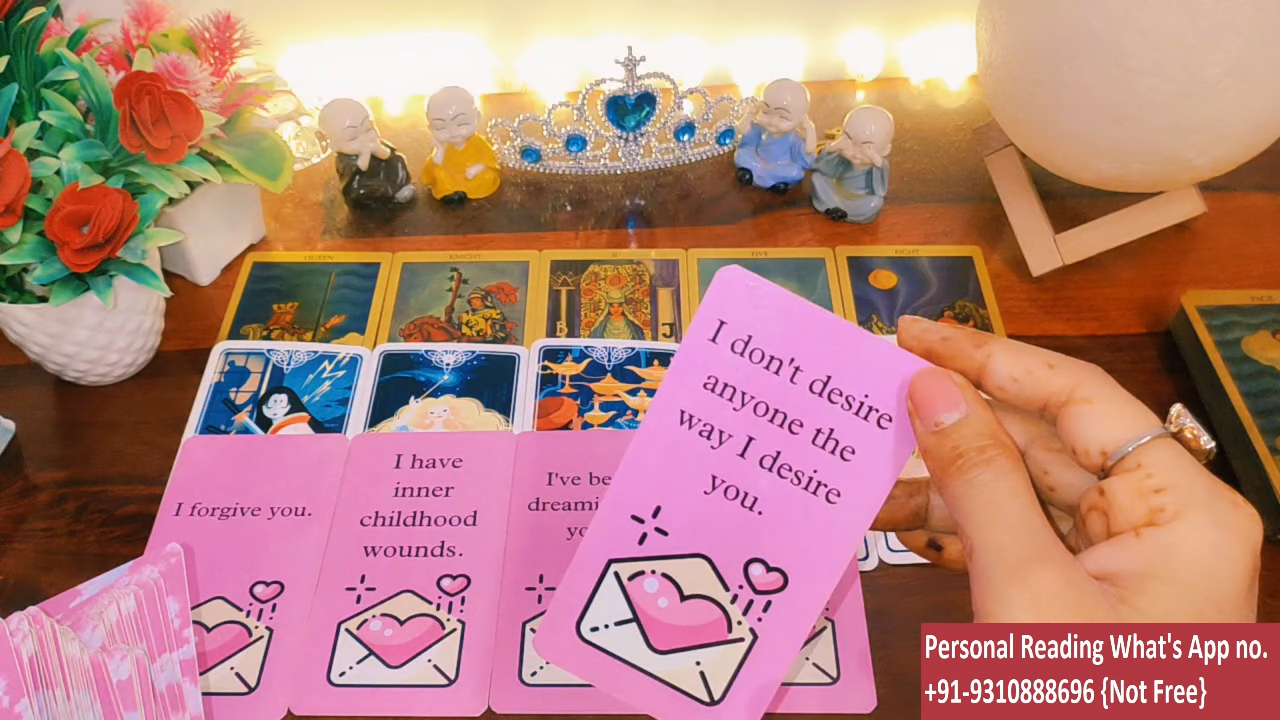 QUEEN
KNIGHT
II
FIVE
EIGHT
B
J
PAGE
I don't desire
anyone the
way I desire
you.
I forgive you.
I have
inner
childhood
wounds.
I've be
dreami
yo
Personal Reading What's App no.
+91-9310888696 {Not Free}